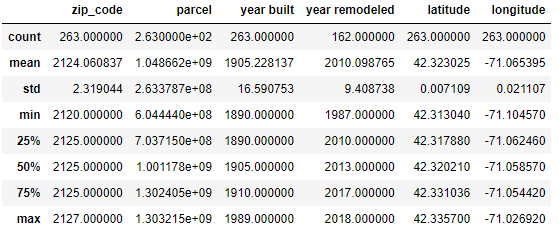 zip_code parcel year built year remodeled latitude longitude
count 263.000000 2.630000e+02 263.000000 162.000000 263.000000 263.000000
mean 2124.060837 1.048662e+09 1905.228137 2010.098765 42.323025 -71.065395
std 2.319044 2.633787e+08 16.590753 9.408738 0.007109 0.021107
min 2120.000000 6.044440e+08 1890.000000 1987.000000 42.313040 -71.104570
25% 2125.000000 7.037150e+08 1890.000000 2010.000000 42.317880 -71.062460
50% 2125.000000 1.001178e+09 1905.000000 2013.000000 42.320210 -71.058570
75% 2125.000000 1.302405e+09 1910.000000 2017.000000 42.331036 -71.054420
max 2127.000000 1.303215e+09 1989.000000 2018.000000 42.335700 -71.026920